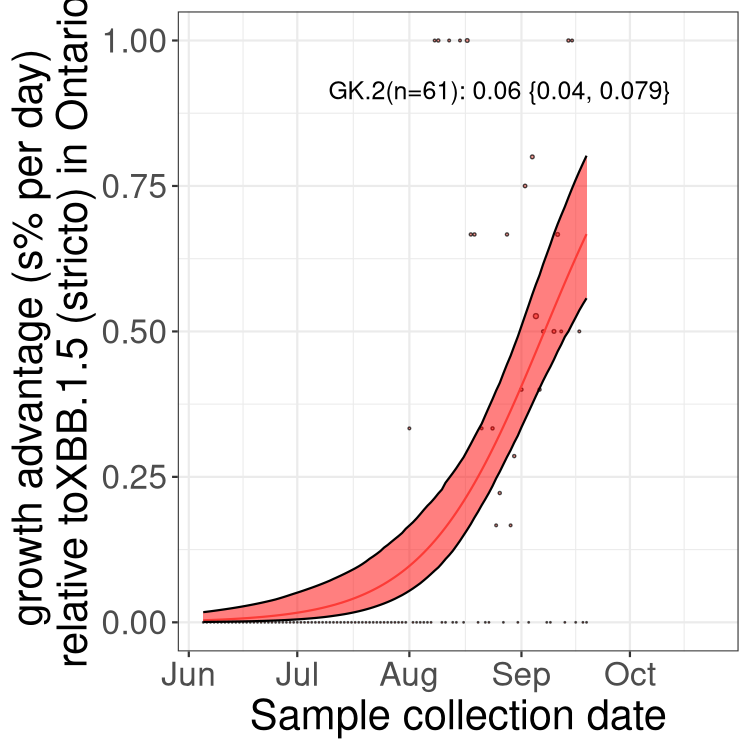 growth advantage (s% per day)
relative toXBB.1.5 (stricto) in Ontario
1.00
0.75
0.50
0.25
0.00
GK.2(n=61): 0.06 {0.04, 0.079}
Jun Jul Aug Sep Oct
Sample collection date